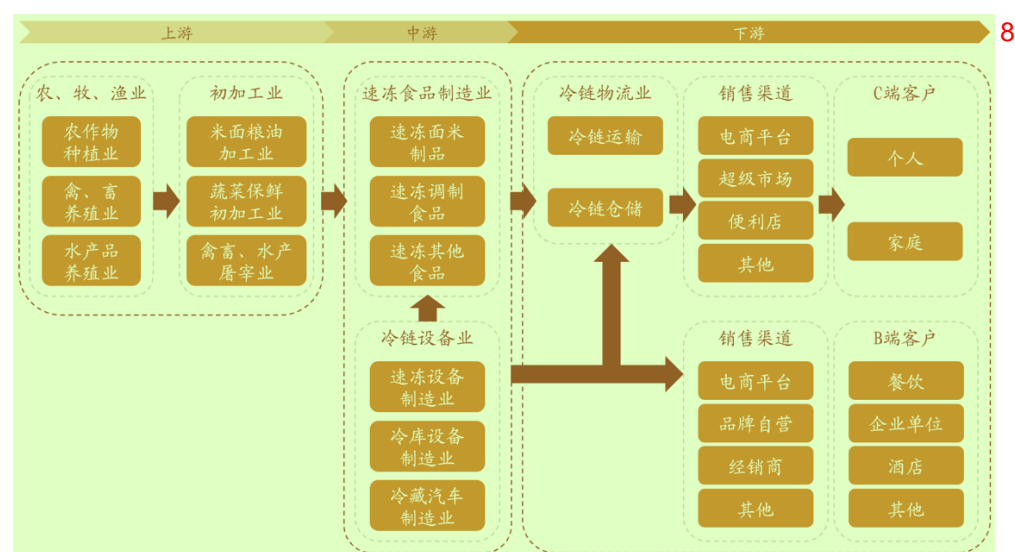 上游
中游
下游
8
农、牧、渔业
农作物
种植业
禽、畜
养殖业
水产品
养殖业
初加工业
米面粮油
加工业
蔬菜保鲜
初加工业
禽畜、水产
屠宰业
速冻食品制造业
速冻面米
制品
速冻调制
食品
速冻其他
食品
冷链设备业
速冻设备
制造业
冷库设备
制造业
冷藏汽车
制造业
冷链物流业
冷链运输
冷链仓储
销售渠道
电商平台
超级市场
便利店
其他
C端客户
个人
家庭
销售渠道
电商平台
品牌自营
经销商
其他
B端客户
餐饮
企业单位
酒店
其他